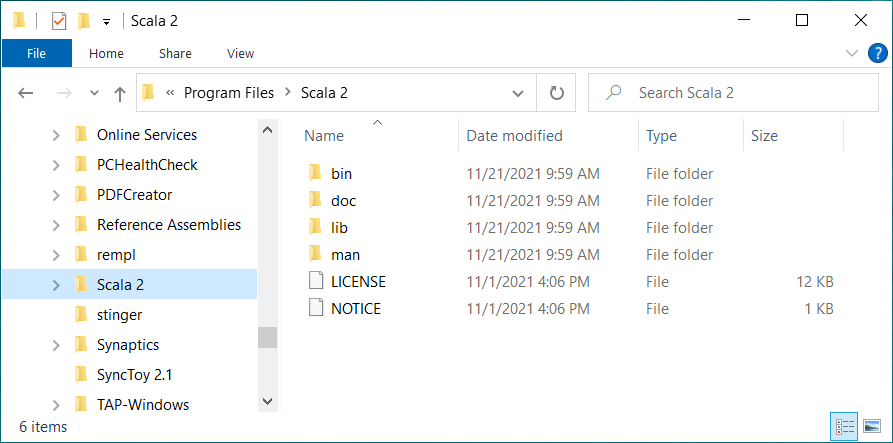 Scala 2
File Home Share View
Program Files Scala 2 Search Scala 2
Online Services
PCHealthCheck
PDFCreator
Reference Assemblies
rempl
Scala 2
stinger
Synaptics
SyncToy 2.1
TAP-Windows
Name Date modified Type Size
bin 11/21/2021 9:59 AM File folder
doc 11/21/2021 9:59 AM File folder
lib 11/21/2021 9:59 AM File folder
man 11/21/2021 9:59 AM File folder
LICENSE 11/1/2021 4:06 PM File 12 KB
NOTICE 11/1/2021 4:06 PM File 1 KB
6 items